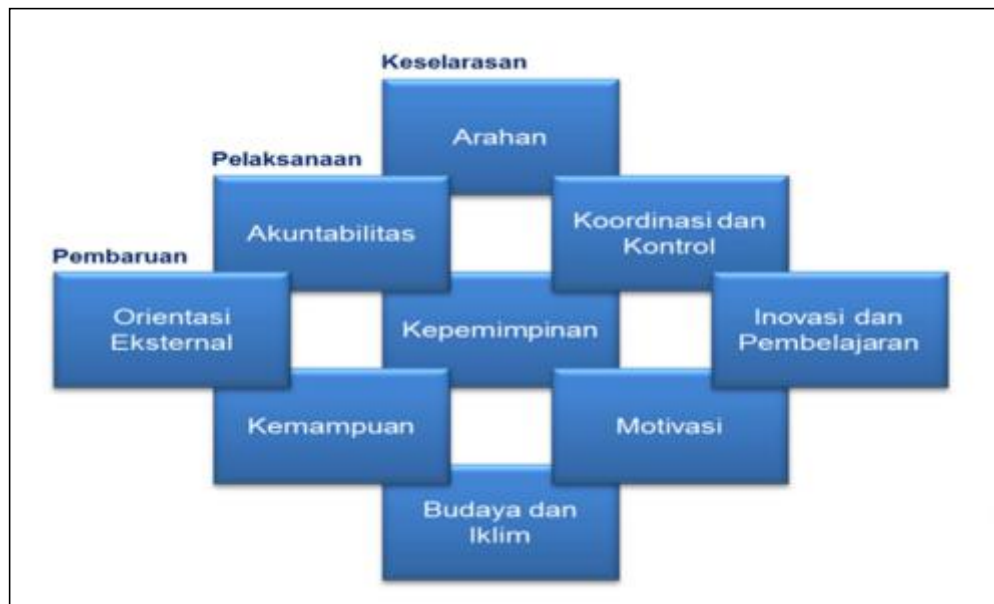 Keselarasan
Arahan
Pelaksanaan
Akuntabilitas
Koordinasi dan
Kontrol
Pembaruan
Orientasi
Eksternal
Kepemimpinan
Inovasi dan
Pembelajaran
Kemampuan
Motivasi
Budaya dan
Iklim